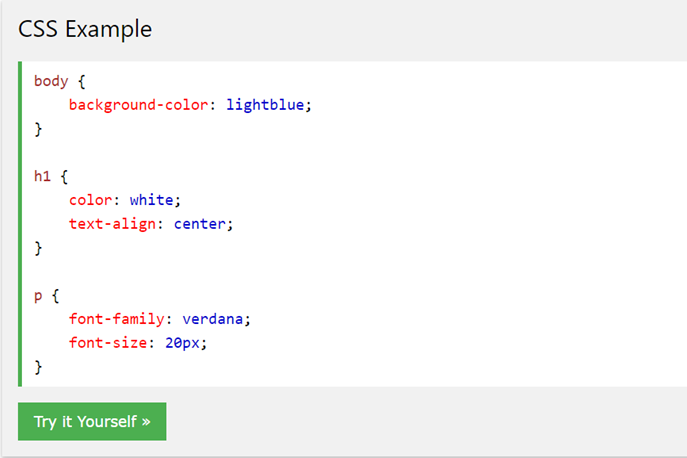 CSS Example
body {
    background-color: lightblue;
}

h1 {
    color: white;
    text-align: center;
}

p {
    font-family: verdana;
    font-size: 20px;
}
Try it Yourself »